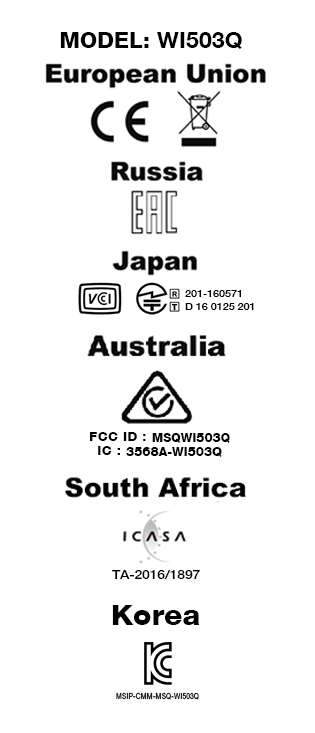 MODEL: WI503Q
European Union
CE
Russia
EAC
Japan
VCI R 201-160571
T D 16 0125 201
Australia
FCC ID : MSQWI503Q
IC : 3568A-WI503Q
South Africa
ICASA
TA-2016/1897
Korea
KC
MSIP-CMM-MSQ-WI503Q